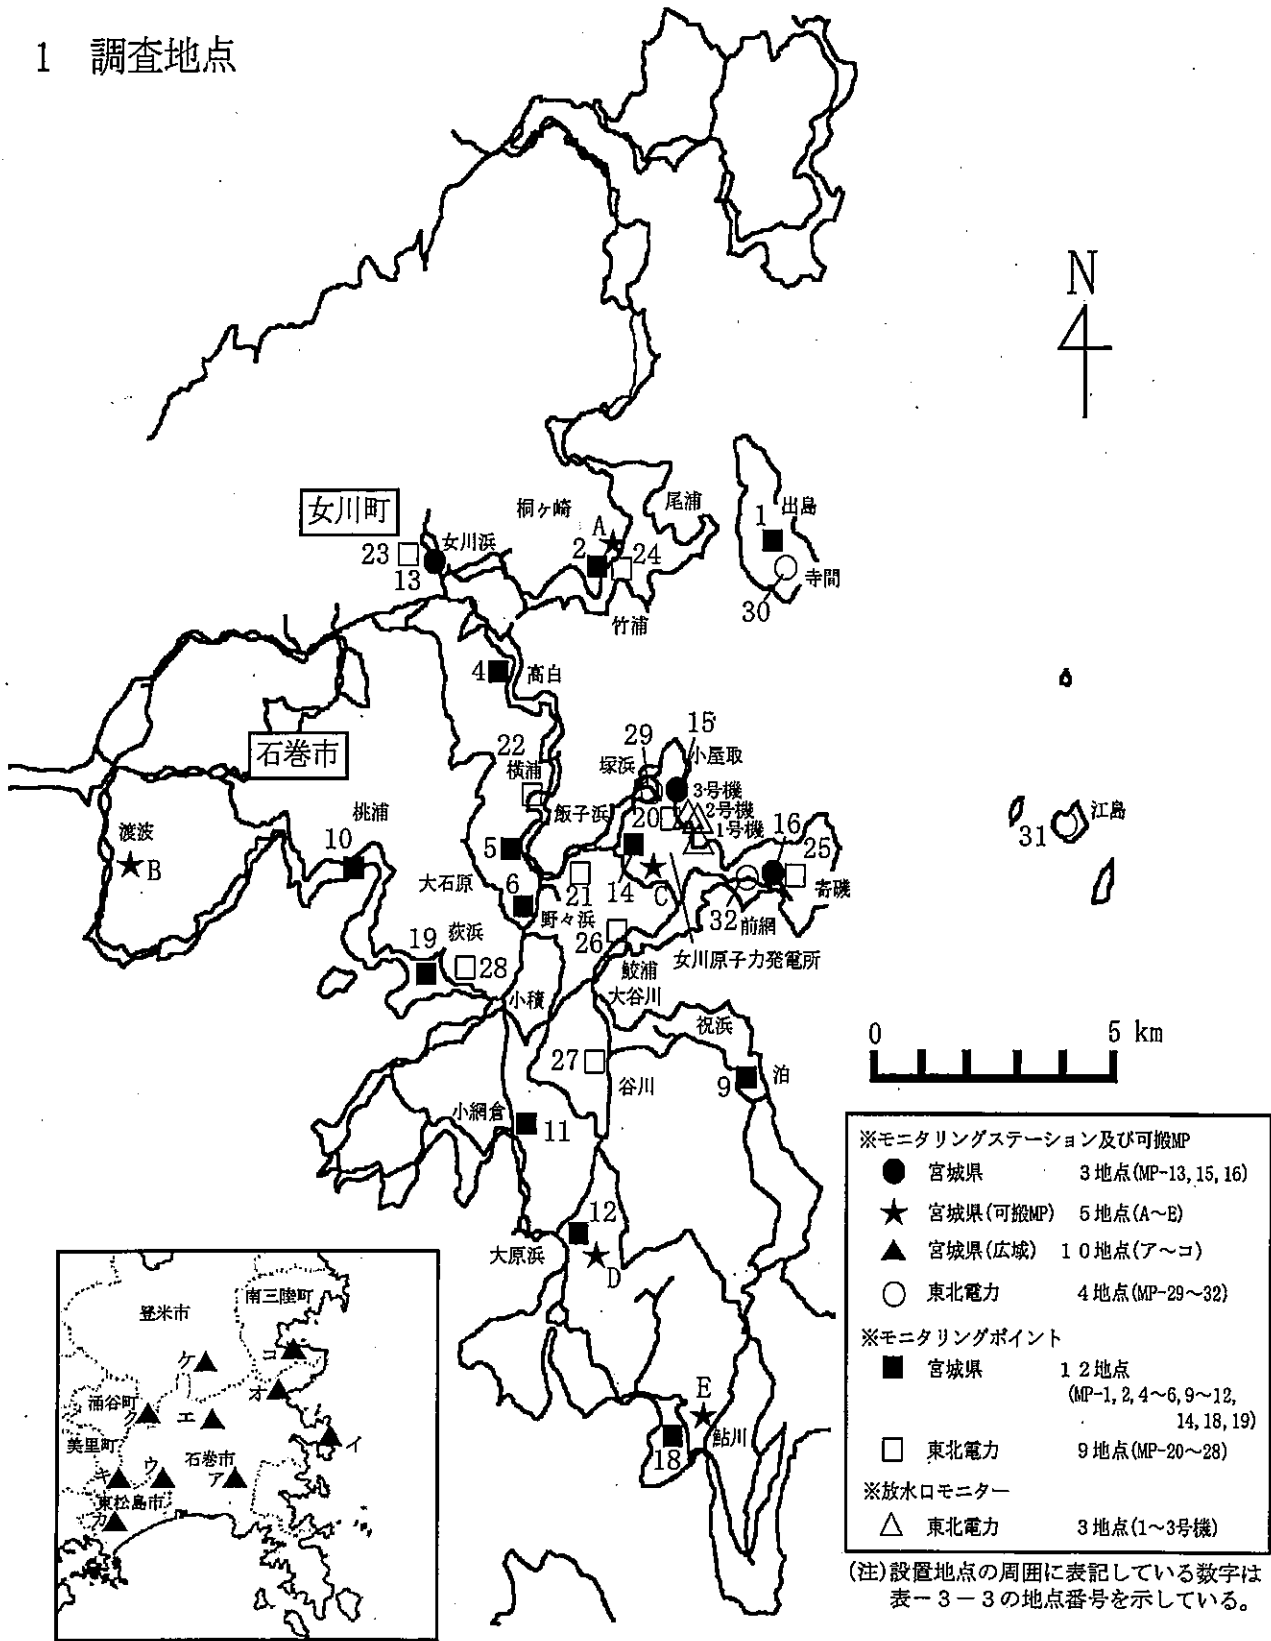 1 調査地点
N
女川町
桐ヶ崎
尾浦
出島
1
A
女川浜
23
13
2
24
寺間
30
竹浦
4
高白
石巻市
22
横浦
29
15
塚浜
小屋取
3号機
2号機
1号機
飯子浜
20
16
25
31
江島
桃浦
渡波
B
10
5
大石原
6
21
14
C
寄磯
32
前網
野々浜
26
荻浜
19
28
鮫浦
女川原子力発電所
大谷川
小積
祝浜
27
谷川
9
泊
0 5 km
小網倉
11
12
大原浜
D
E
鮎川
18
南三陸町
登米市
ケ
コ
オ
涌谷町
ク
エ
イ
美里町
石巻市
キ
ウ
ア
東松島市
カ
※モニタリングステーション及び可搬MP
● 宮城県 3地点(MP-13, 15, 16)
★ 宮城県(可搬MP) 5地点(A~E)
▲ 宮城県(広域) 10地点(ア~コ)
○ 東北電力 4地点(MP-29~32)
※モニタリングポイント
■ 宮城県 12地点
(MP-1, 2, 4~6, 9~12,
14, 18, 19)
□ 東北電力 9地点(MP-20~28)
※放水口モニター
△ 東北電力 3地点(1~3号機)
(注)設置地点の周囲に表記している数字は
表-3-3の地点番号を示している。